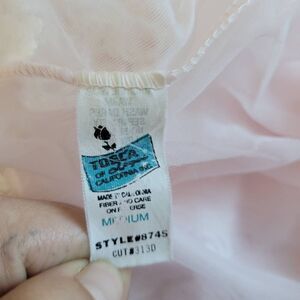 TOSCA
OF
CALIFORNIA INC.
MADE IN CALIFORNIA
FIBER AND CARE
ON REVERSE
MEDIUM
STYLE#8745
CUT#313D